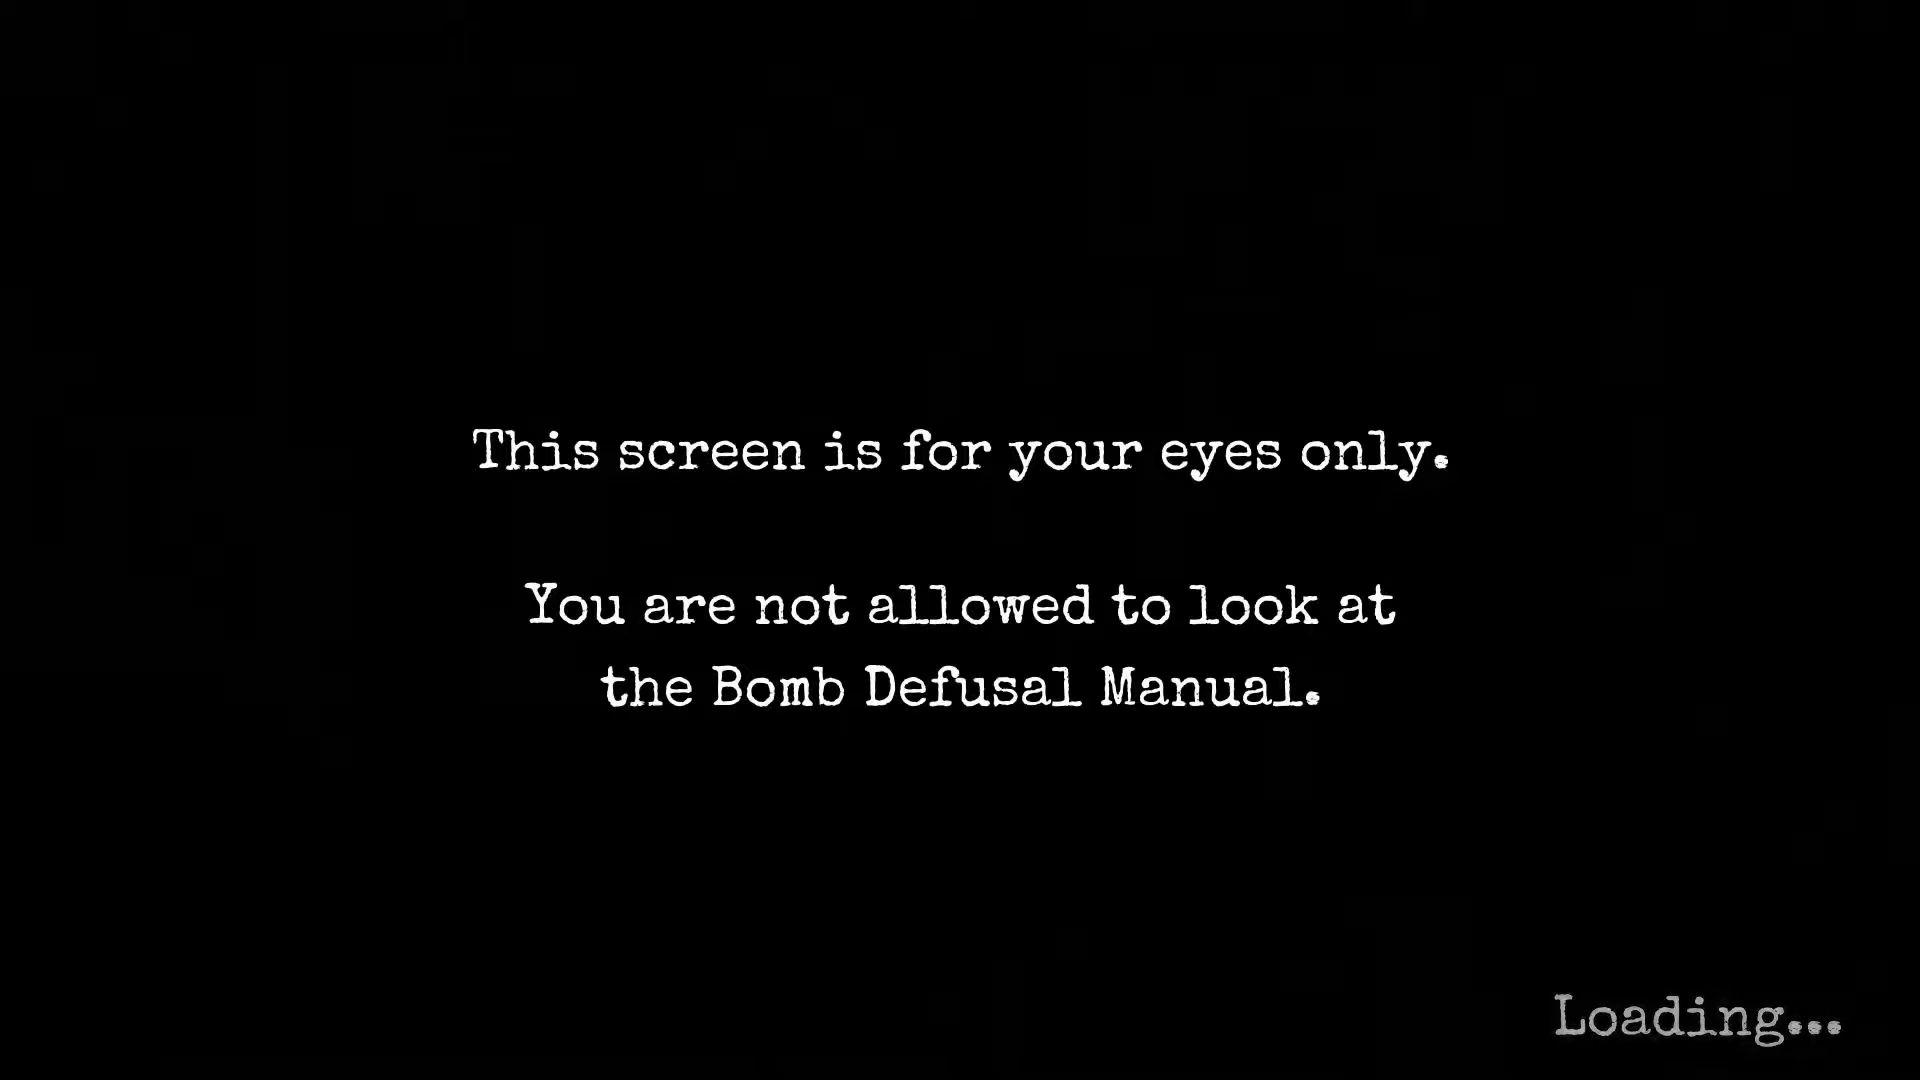 This screen is for your eyes only.
You are not allowed to look at
the Bomb Defusal Manual.
Loading...